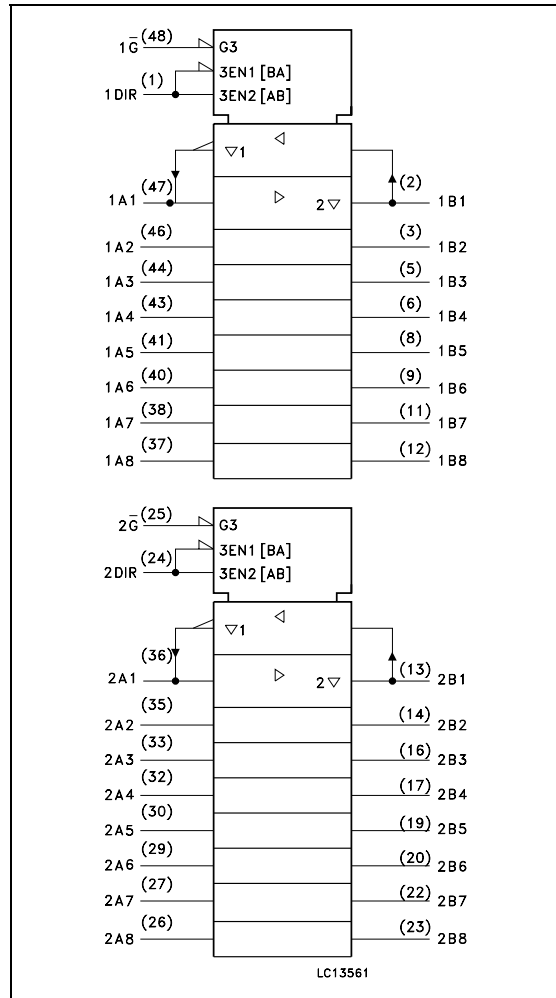 1G̅ (48) G3
3EN1 [BA]
1DIR (1) 3EN2 [AB]
▽1 ◁
1A1 (47) ▷ 2▽ (2) 1B1
1A2 (46) (3) 1B2
1A3 (44) (5) 1B3
1A4 (43) (6) 1B4
1A5 (41) (8) 1B5
1A6 (40) (9) 1B6
1A7 (38) (11) 1B7
1A8 (37) (12) 1B8
2G̅ (25) G3
3EN1 [BA]
2DIR (24) 3EN2 [AB]
▽1 ◁
2A1 (36) ▷ 2▽ (13) 2B1
2A2 (35) (14) 2B2
2A3 (33) (16) 2B3
2A4 (32) (17) 2B4
2A5 (30) (19) 2B5
2A6 (29) (20) 2B6
2A7 (27) (22) 2B7
2A8 (26) (23) 2B8
LC13561